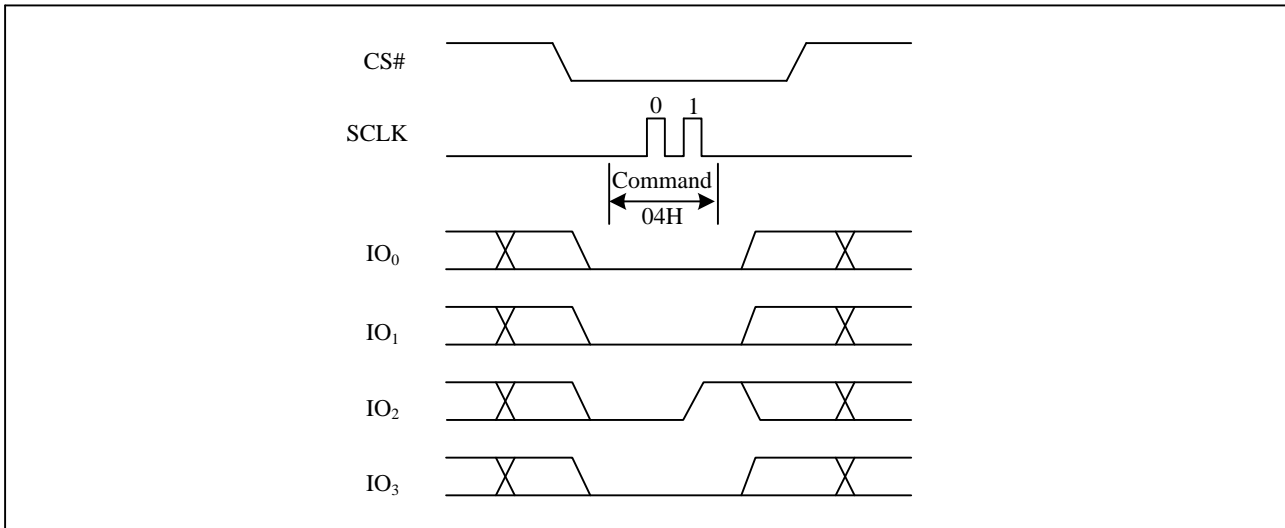 CS#
0 1
SCLK
Command
04H
IO₀
IO₁
IO₂
IO₃